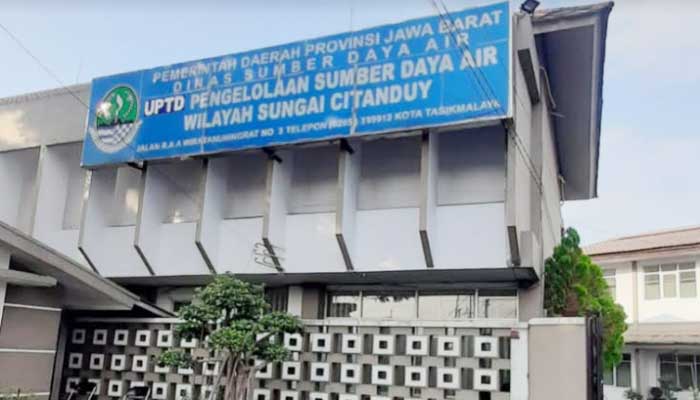 PEMERINTAH DAERAH PROVINSI JAWA BARAT
DINAS SUMBER DAYA AIR
UPTD PENGELOLAAN SUMBER DAYA AIR
WILAYAH SUNGAI CITANDUY
JALAN R.A.A WIRATANUNINGRAT NO 3 TELEPON (0265) KOTA TASIKMALAYA